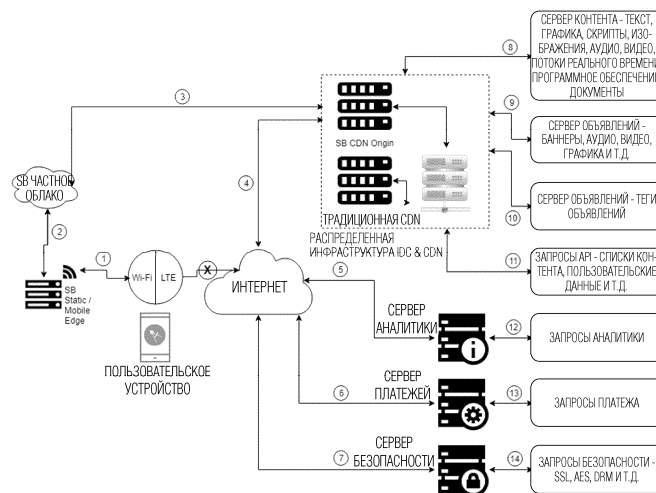 СЕРВЕР КОНТЕНТА - ТЕКСТ,
ГРАФИКА, СКРИПТЫ, ИЗО-
БРАЖЕНИЯ, АУДИО, ВИДЕО,
ПОТОКИ РЕАЛЬНОГО ВРЕМЕНИ
ПРОГРАММНОЕ ОБЕСПЕЧЕНИ
ДОКУМЕНТЫ
8
3
9
SB CDN Origin
СЕРВЕР ОБЪЯВЛЕНИЙ -
БАННЕРЫ, АУДИО, ВИДЕО,
ГРАФИКА И Т.Д.
SB ЧАСТНОЕ
ОБЛАКО
4
ТРАДИЦИОННАЯ CDN
РАСПРЕДЕЛЕННАЯ
ИНФРАСТРУКТУРА iDC & CDN
10
СЕРВЕР ОБЪЯВЛЕНИЙ - ТЕГИ
ОБЪЯВЛЕНИЙ
2
1
Wi-Fi
LTE
X
ИНТЕРНЕТ
5
11
ЗАПРОСЫ API - СПИСКИ КОН-
ТЕНТА, ПОЛЬЗОВАТЕЛЬСКИЕ
ДАННЫЕ И Т.Д.
SB
Static /
Mobile
Edge
ПОЛЬЗОВАТЕЛЬСКОЕ
УСТРОЙСТВО
СЕРВЕР
АНАЛИТИКИ
12
ЗАПРОСЫ АНАЛИТИКИ
6
СЕРВЕР
ПЛАТЕЖЕЙ
13
ЗАПРОСЫ ПЛАТЕЖА
7
СЕРВЕР
БЕЗОПАСНОСТИ
14
ЗАПРОСЫ БЕЗОПАСНОСТИ -
SSL, AES, DRM И Т.Д.